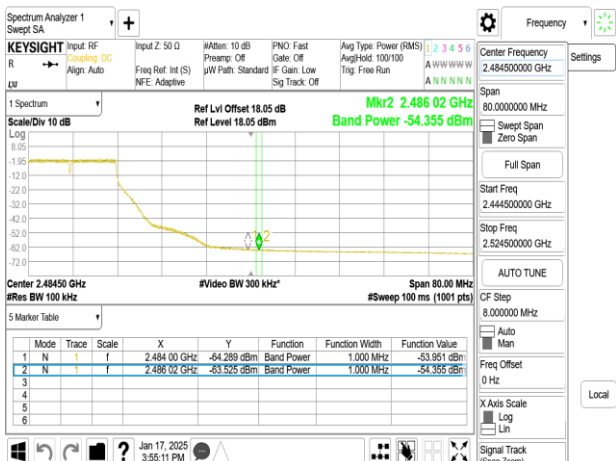 Spectrum Analyzer 1
Swept SA
Frequency
KEYSIGHT Input: RF Input Z: 50 Ω #Atten: 10 dB PNO: Fast Avg Type: Power (RMS) 1 2 3 4 5 6
R Coupling: DC Preamp: Off Gate: Off Avg|Hold: 100/100 A W W W W W
Align: Auto Freq Ref: Int (S) µW Path: Standard IF Gain: Low Trig: Free Run
NFE: Adaptive Sig Track: Off A N N N N N
Center Frequency
2.484500000 GHz
Settings
Span
80.0000000 MHz
Swept Span
Zero Span
Full Span
Start Freq
2.444500000 GHz
Stop Freq
2.524500000 GHz
AUTO TUNE
CF Step
8.000000 MHz
Auto
Man
Freq Offset
0 Hz
X Axis Scale
Log
Lin
Signal Track
(Span Zoom)
Local
1 Spectrum
Scale/Div 10 dB
Ref Lvl Offset 18.05 dB
Ref Level 18.05 dBm
Mkr2 2.486 02 GHz
Band Power -54.355 dBm
Log
8.05
-1.95
-12.0
-22.0
-32.0
-42.0
-52.0
-62.0
-72.0
2
Center 2.48450 GHz #Video BW 300 kHz* Span 80.00 MHz
#Res BW 100 kHz #Sweep 100 ms (1001 pts)
5 Marker Table
Mode Trace Scale X Y Function Function Width Function Value
1 N 1 f 2.484 00 GHz -64.289 dBm Band Power 1.000 MHz -53.951 dBm
2 N 1 f 2.486 02 GHz -63.525 dBm Band Power 1.000 MHz -54.355 dBm
3
4
5
6
? Jan 17, 2025
3:55:11 PM